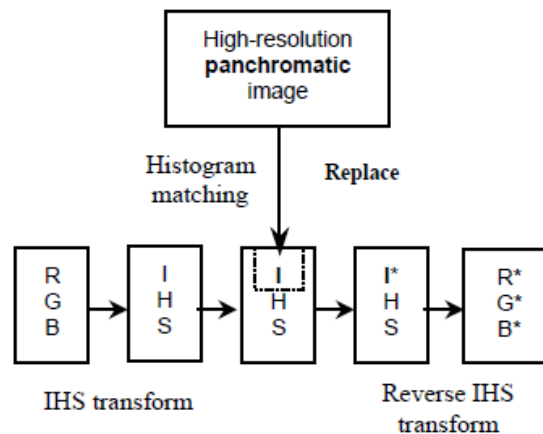 High-resolution
panchromatic
image
Histogram
matching
Replace
R
G
B
I
H
S
I
H
S
I*
H
S
R*
G*
B*
IHS transform
Reverse IHS
transform